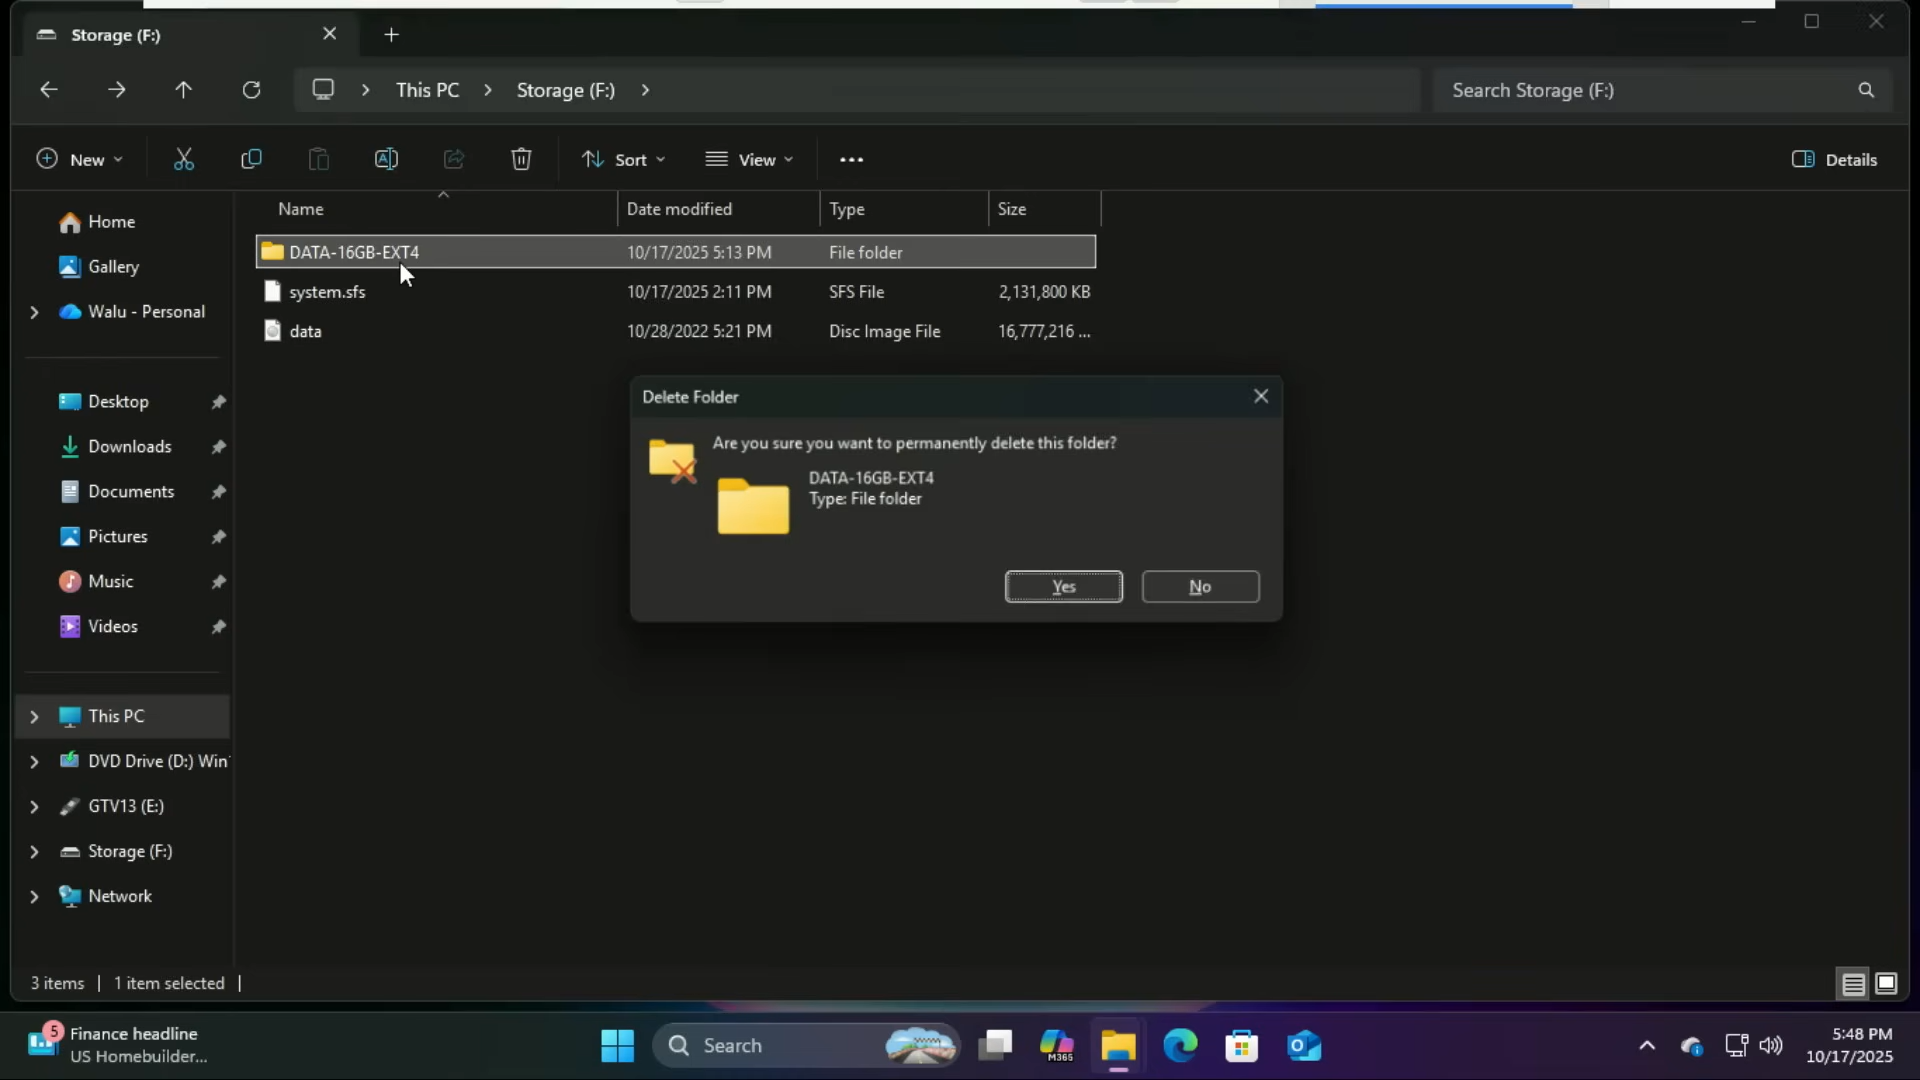 Storage (F:)
This PC
Storage (F:)
Search Storage (F:)
New
Sort
View
Details
Name
Date modified
Type
Size
DATA-16GB-EXT4
10/17/2025 5:13 PM
File folder
system.sfs
10/17/2025 2:11 PM
SFS File
2,131,800 KB
data
10/28/2022 5:21 PM
Disc Image File
16,777,216 ...
Home
Gallery
Walu - Personal
Desktop
Downloads
Documents
Pictures
Music
Videos
This PC
DVD Drive (D:) Win
GTV13 (E:)
Storage (F:)
Network
Delete Folder
Are you sure you want to permanently delete this folder?
DATA-16GB-EXT4
Type: File folder
Yes
No
3 items
1 item selected
5
Finance headline
US Homebuilder...
Search
M365
5:48 PM
10/17/2025